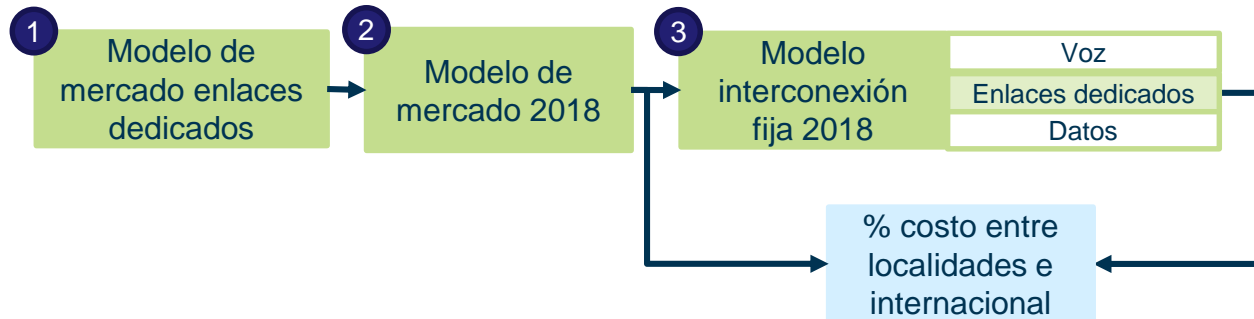 1
Modelo de
mercado enlaces
dedicados
2
Modelo de
mercado 2018
3
Modelo
interconexión
fija 2018
Voz
Enlaces dedicados
Datos
% costo entre
localidades e
internacional